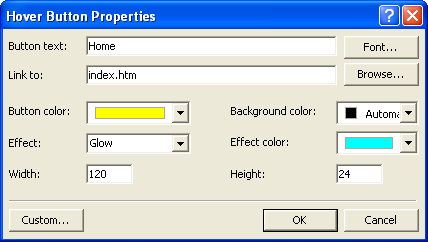 Hover Button Properties
Button text: Home Font...
Link to: index.htm Browse...
Button color: Background color:
Effect: Glow Effect color:
Width: 120 Height: 24
Custom... OK Cancel